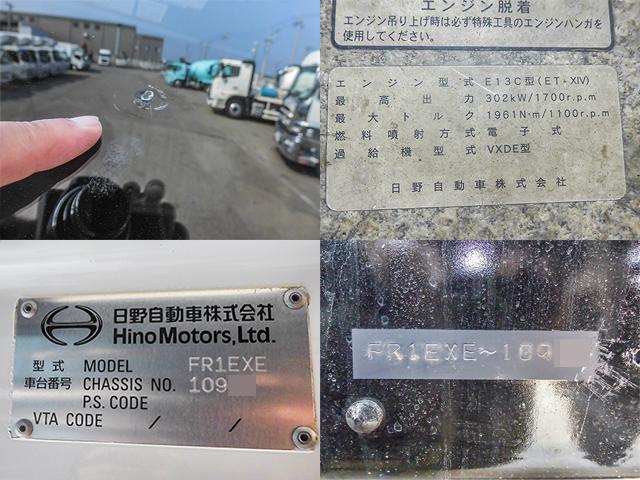 エンジン脱着
エンジン吊り上げ時は必ず特殊工具のエンジンハンガを
使用してください。
エンジン型式 E13C型(ET-XIV)
最高出力 302kW/1700r.p.m
最大トルク 1961N·m/1100r.p.m
燃料噴射方式 電子式
過給機型式 VXDE型
日野自動車株式会社
日野自動車株式会社
HinoMotors,Ltd.
型式 MODEL FR1EXE
車台番号 CHASSIS NO. 109
P.S. CODE
VTA CODE / /
FR1EXE~109